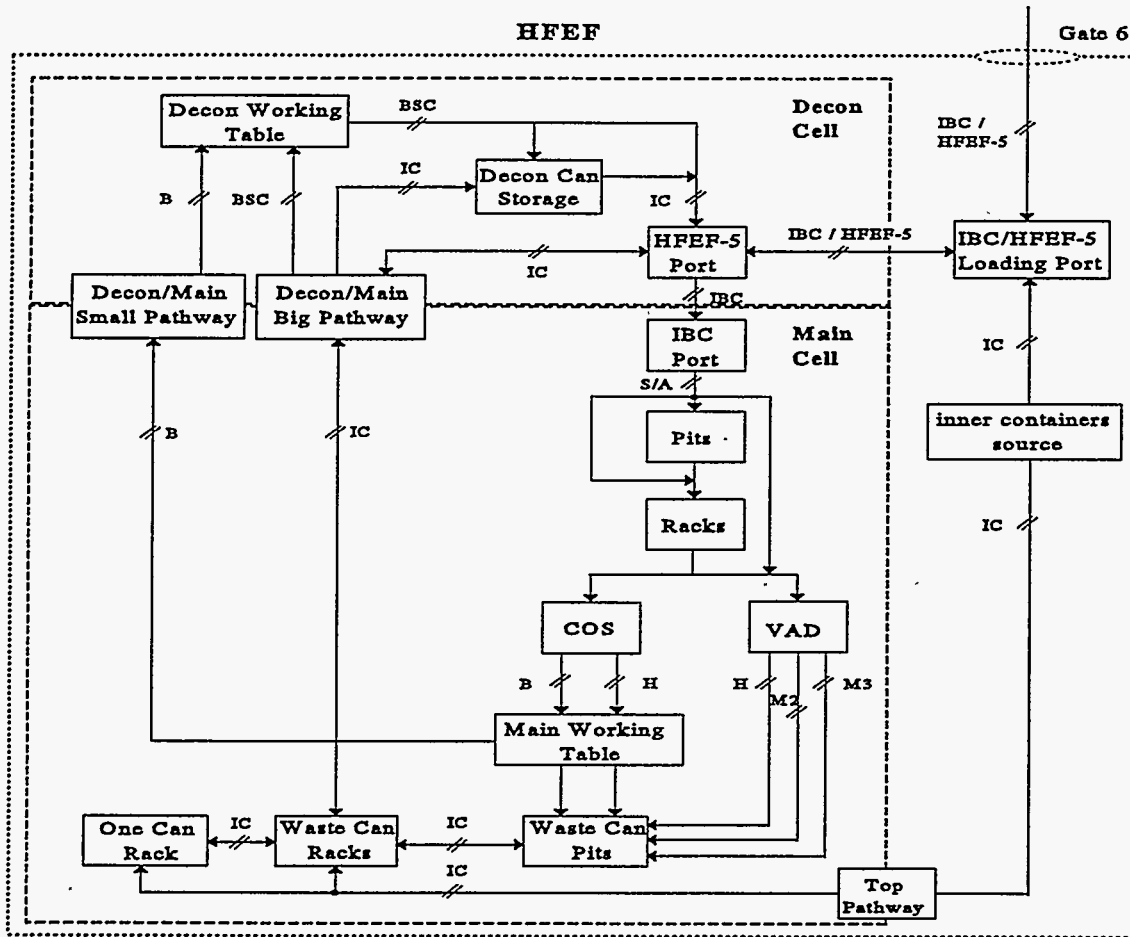 HFEF
Gate 6
Decon Working
Table
BSC
Decon
Cell
IBC /
HFEF-5
IC
Decon Can
Storage
B
BSC
IC
HFEF-5
Port
IBC / HFEF-5
IBC/HFEF-5
Loading Port
IC
Decon/Main
Small Pathway
Decon/Main
Big Pathway
IBC
IBC
Port
Main
Cell
IC
S/A
inner containers
source
B
IC
Pits
Racks
IC
COS
VAD
B
H
H
M2
M3
Main Working
Table
One Can
Rack
IC
Waste Can
Racks
IC
Waste Can
Pits
IC
Top
Pathway